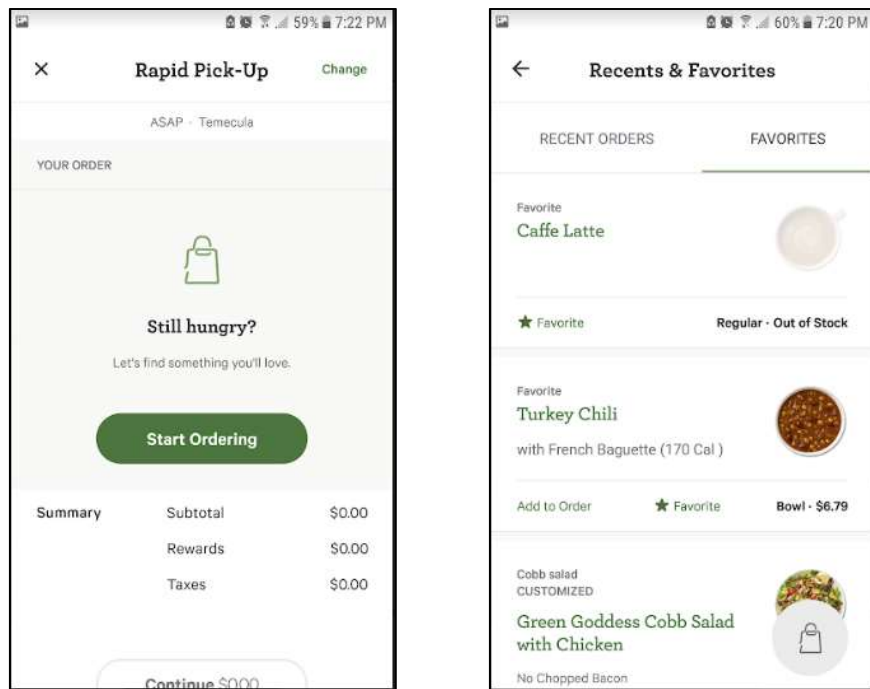 59% 7:22 PM
Rapid Pick-Up
Change
ASAP - Temecula
YOUR ORDER
Still hungry?
Let's find something you'll love.
Start Ordering
Summary Subtotal $0.00
Rewards $0.00
Taxes $0.00
Continue $0.00
60% 7:20 PM
Recents & Favorites
RECENT ORDERS FAVORITES
Favorite
Caffe Latte
Favorite Regular - Out of Stock
Favorite
Turkey Chili
with French Baguette (170 Cal )
Add to Order Favorite Bowl - $6.79
Cobb salad
CUSTOMIZED
Green Goddess Cobb Salad
with Chicken
No Chopped Bacon